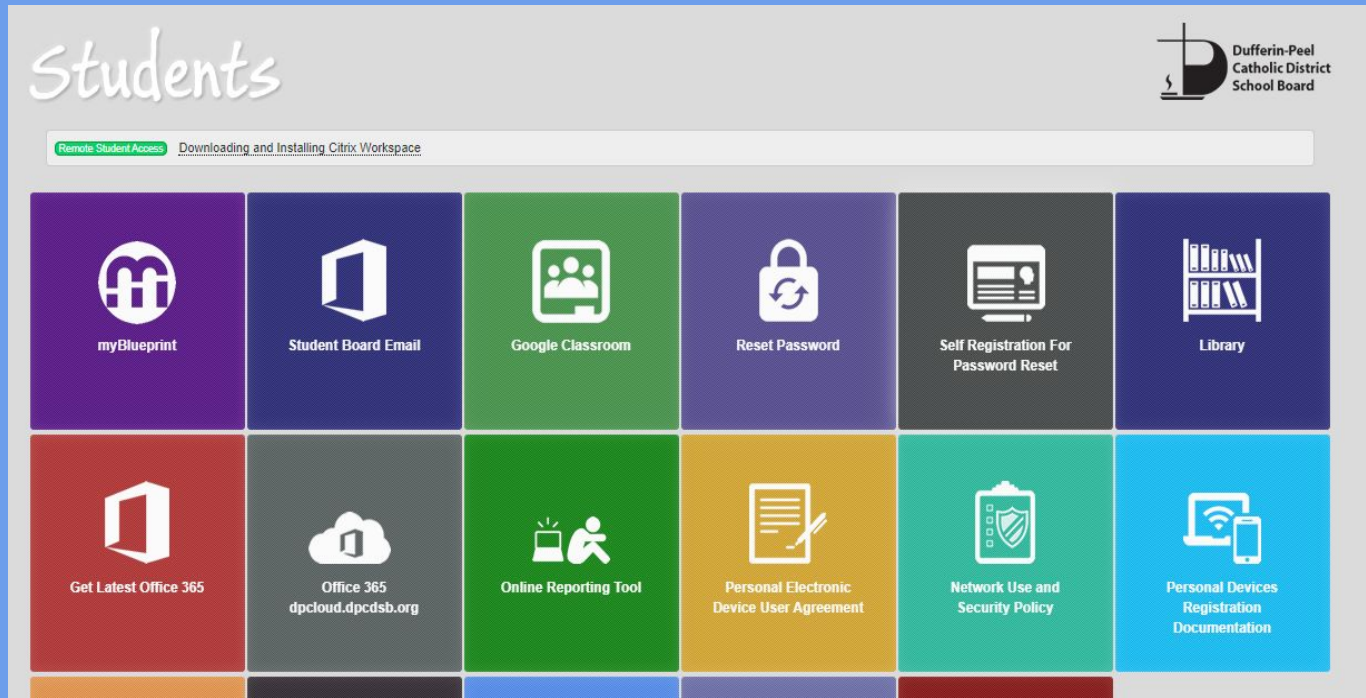 Students
Dufferin-Peel
Catholic District
School Board
Remote Student Access Downloading and Installing Citrix Workspace
myBlueprint
Student Board Email
Google Classroom
Reset Password
Self Registration For
Password Reset
Library
Get Latest Office 365
Office 365
dpcloud.dpcdsb.org
Online Reporting Tool
Personal Electronic
Device User Agreement
Network Use and
Security Policy
Personal Devices
Registration
Documentation